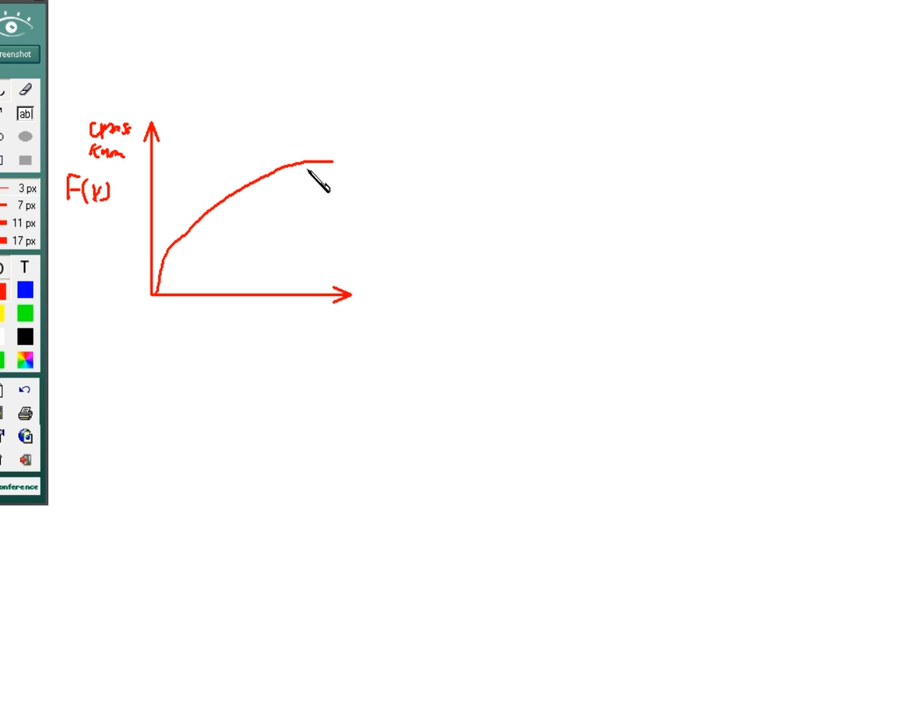 reenshot
ab
3 px
7 px
11 px
17 px
T
onference
F(x)